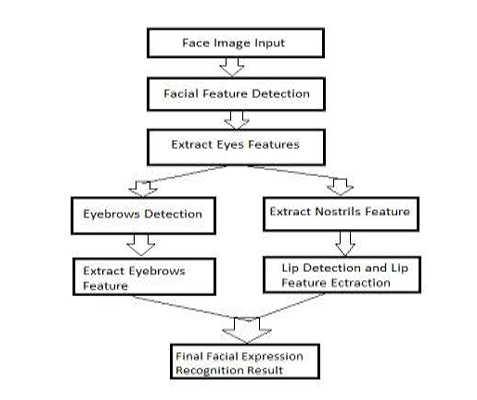 Face Image Input
Facial Feature Detection
Extract Eyes Features
Eyebrows Detection
Extract Nostrils Feature
Extract Eyebrows
Feature
Lip Detection and Lip
Feature Ectraction
Final Facial Expression
Recognition Result